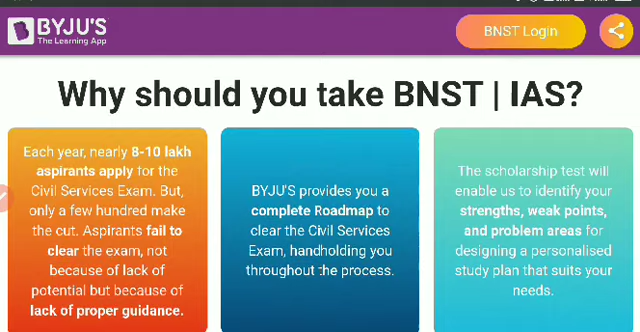 BYJU'S
The Learning App
BNST Login
Why should you take BNST | IAS?
Each year, nearly 8-10 lakh
aspirants apply for the
Civil Services Exam. But,
only a few hundred make
the cut. Aspirants fail to
clear the exam, not
because of lack of
potential but because of
lack of proper guidance.
BYJU'S provides you a
complete Roadmap to
clear the Civil Services
Exam, handholding you
throughout the process.
The scholarship test will
enable us to identify your
strengths, weak points,
and problem areas for
designing a personalised
study plan that suits your
needs.